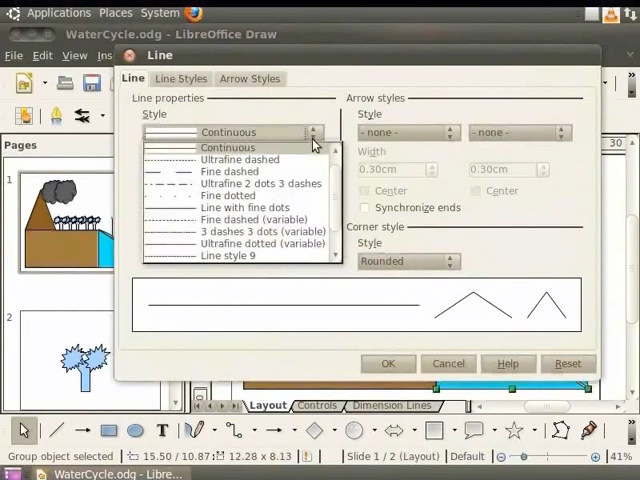 Applications Places System
WaterCycle.odg - LibreOffice Draw
File Edit View Ins
Line
Line Line Styles Arrow Styles
Line properties
Arrow styles
Style
Style
Continuous
- none -
- none -
Continuous
Ultrafine dashed
Fine dashed
Ultrafine 2 dots 3 dashes
Fine dotted
Line with fine dots
Fine dashed (variable)
3 dashes 3 dots (variable)
Ultrafine dotted (variable)
Line style 9
Width
0.30cm
0.30cm
Center
Center
Synchronize ends
Corner style
Style
Rounded
OK
Cancel
Help
Reset
Pages
1
2
30
Layout Controls Dimension Lines
Group object selected
15.50 / 10.87
12.28 x 8.13
Slide 1 / 2 (Layout)
Default
41%
WaterCycle.odg - Libre...